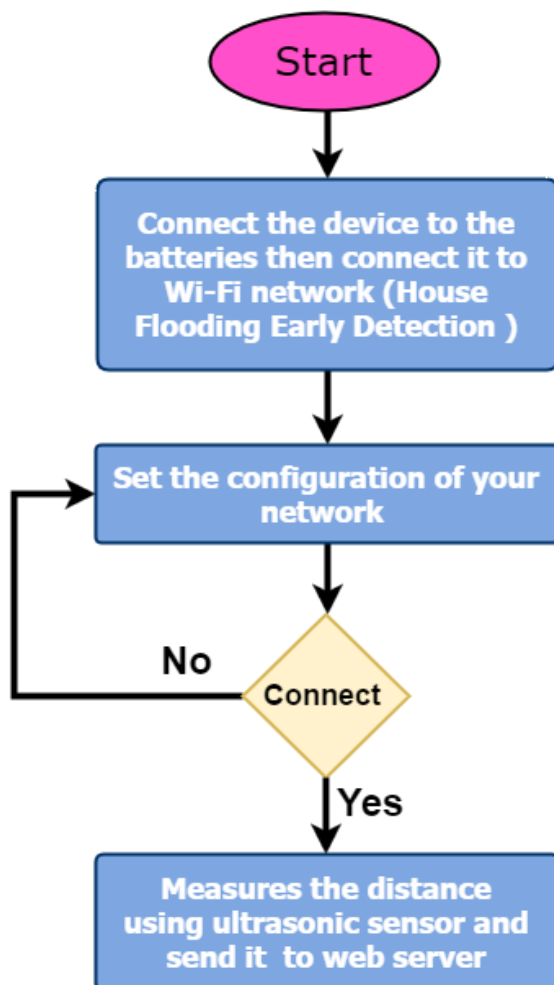 Start
Connect the device to the
batteries then connect it to
Wi-Fi network (House
Flooding Early Detection )
Set the configuration of your
network
No
Connect
Yes
Measures the distance
using ultrasonic sensor and
send it  to web server